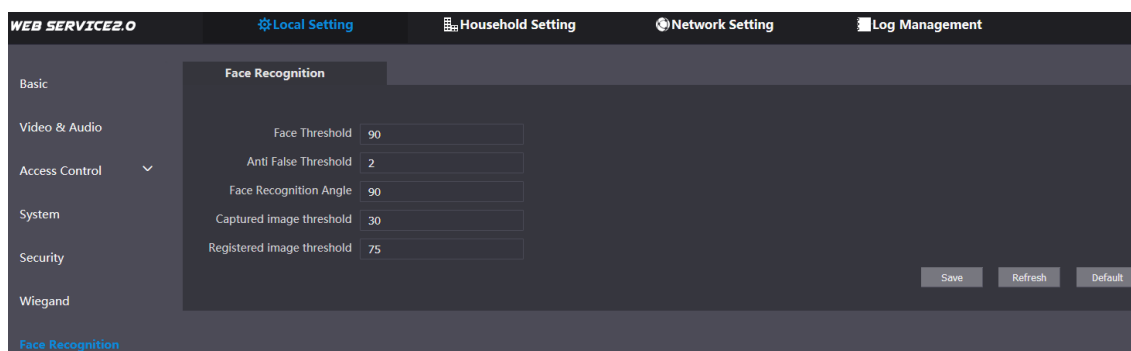 WEB SERVICE2.0 Local Setting Household Setting Network Setting Log Management
Basic
Video & Audio
Access Control
System
Security
Wiegand
Face Recognition
Face Recognition
Face Threshold 90
Anti False Threshold 2
Face Recognition Angle 90
Captured image threshold 30
Registered image threshold 75
Save Refresh Default